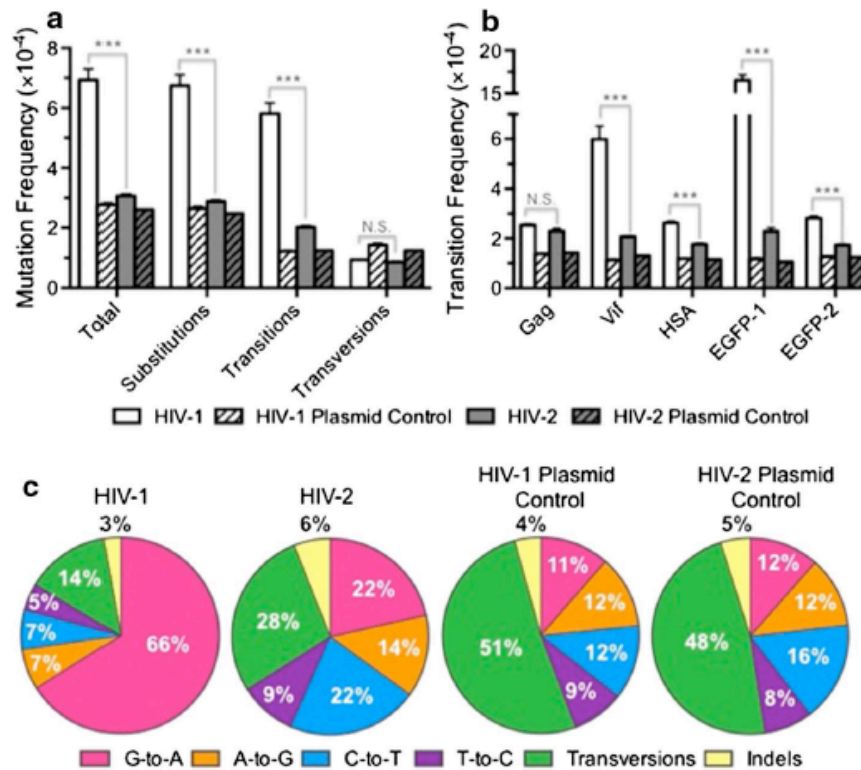 a
Mutation Frequency (×10⁻⁴)
8
6
4
2
0
***
***
***
N.S.
Total
Substitutions
Transitions
Transversions
b
Transition Frequency (×10⁻⁴)
20
15
6
4
2
0
N.S.
***
***
***
***
Gag
Vif
HSA
EGFP-1
EGFP-2
HIV-1 HIV-1 Plasmid Control HIV-2 HIV-2 Plasmid Control
c
HIV-1
3%
14%
5%
7%
7%
66%
HIV-2
6%
22%
28%
14%
9%
22%
HIV-1 Plasmid
Control
4%
11%
12%
51%
12%
9%
HIV-2 Plasmid
Control
5%
12%
12%
48%
16%
8%
G-to-A A-to-G C-to-T T-to-C Transversions Indels